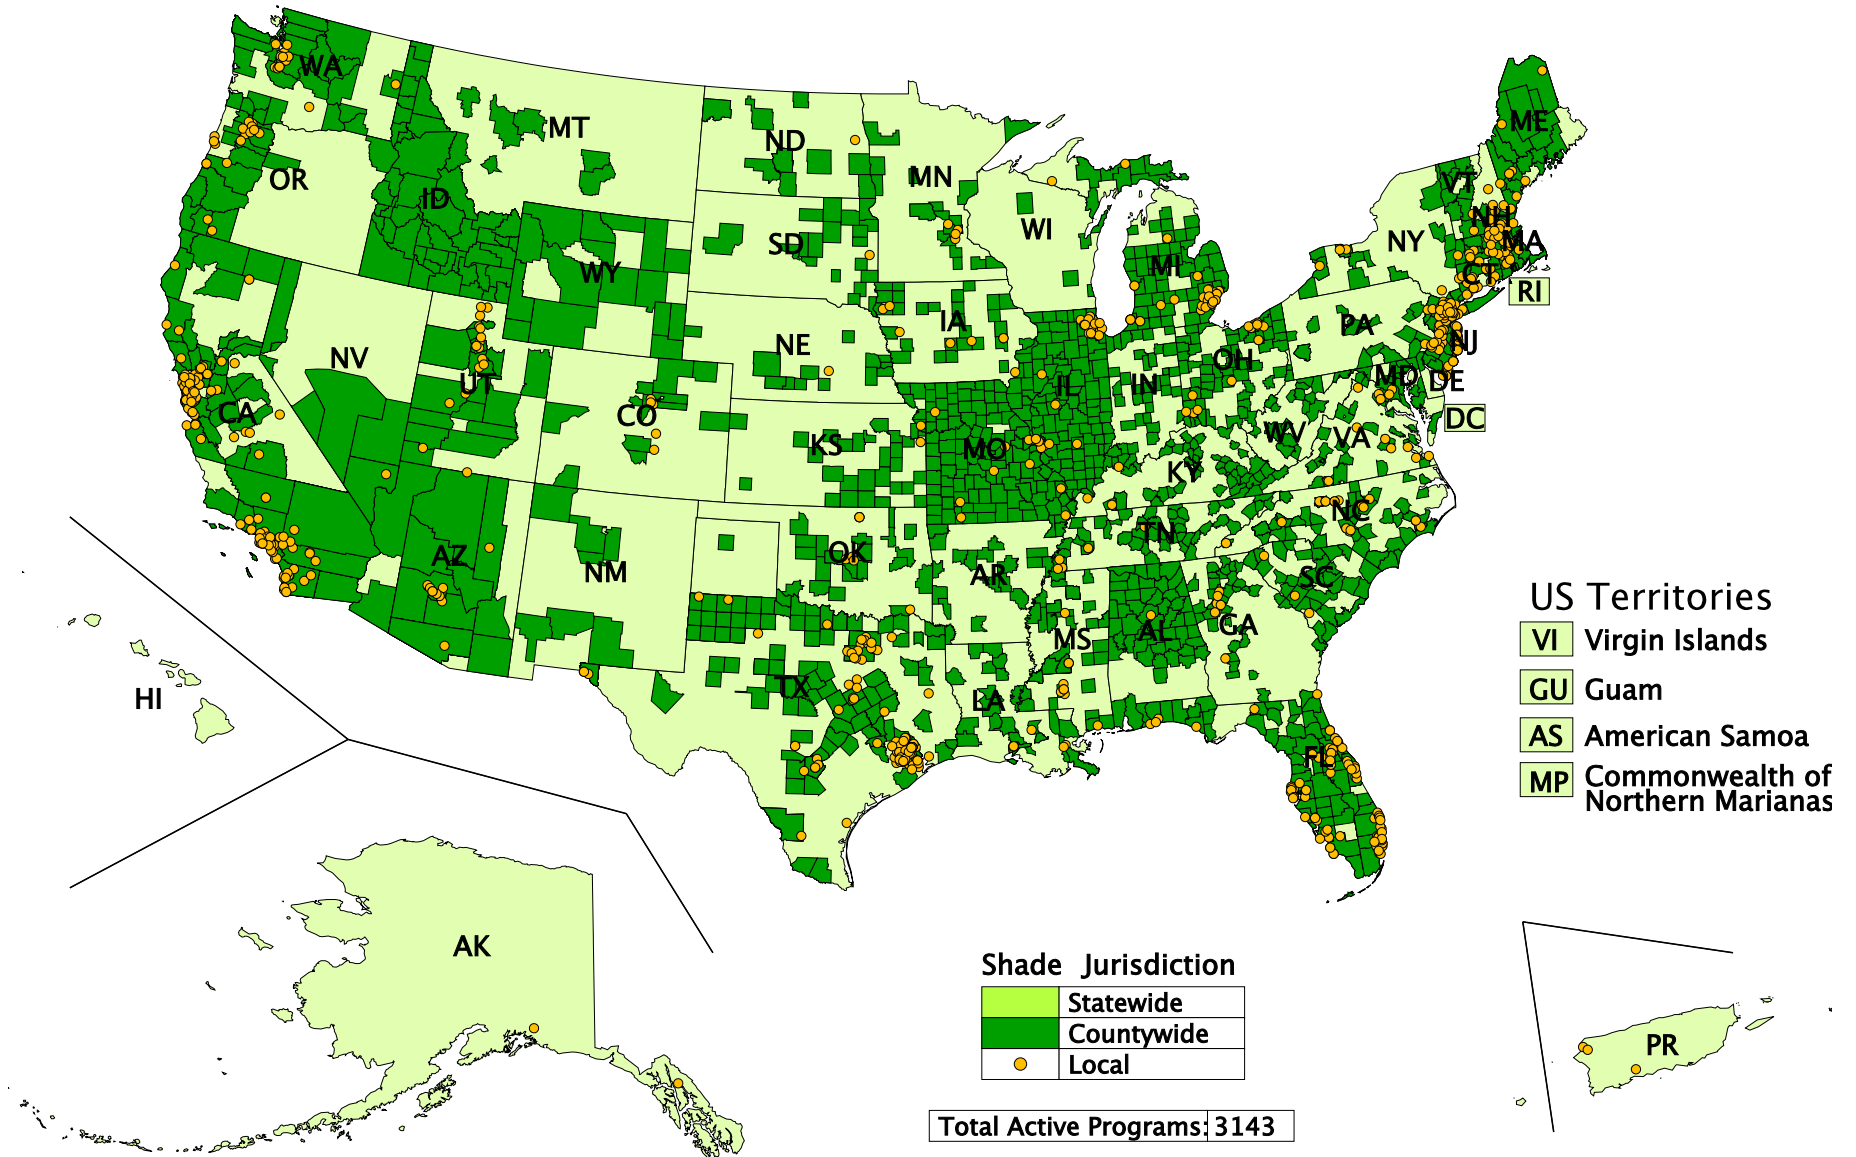 WA
MT
ND
ME
OR
ID
MN
VT
WI
NH
SD
NY
MA
WY
MI
CT
RI
IA
PA
NV
NE
OH
NJ
UT
IL
IN
MD
DE
CA
CO
DC
KS
MO
WV
VA
KY
AZ
NM
OK
NC
TN
AR
SC
US Territories
MS
AL
GA
VI Virgin Islands
HI
TX
LA
GU Guam
FL
AS American Samoa
MP Commonwealth of
Northern Marianas
AK
Shade Jurisdiction
Statewide
Countywide
Local
PR
Total Active Programs: 3143